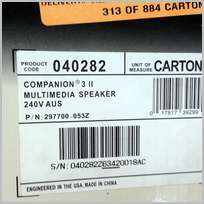 313 OF 884 CARTON
PRODUCT CODE 040282 UNIT OF MEASURE CARTON
COMPANION® 3 II
MULTIMEDIA SPEAKER
240V AUS
P/N: 297700-053Z
S/N: 040282Z83420018AC
ENGINEERED IN THE USA, MADE IN CHINA.